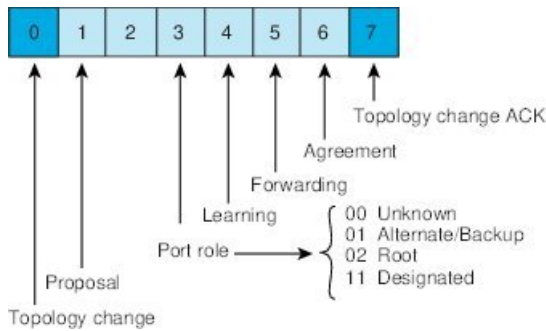 0 1 2 3 4 5 6 7
Topology change ACK
Agreement
Forwarding
Learning
Port role
00 Unknown
01 Alternate/Backup
02 Root
11 Designated
Proposal
Topology change